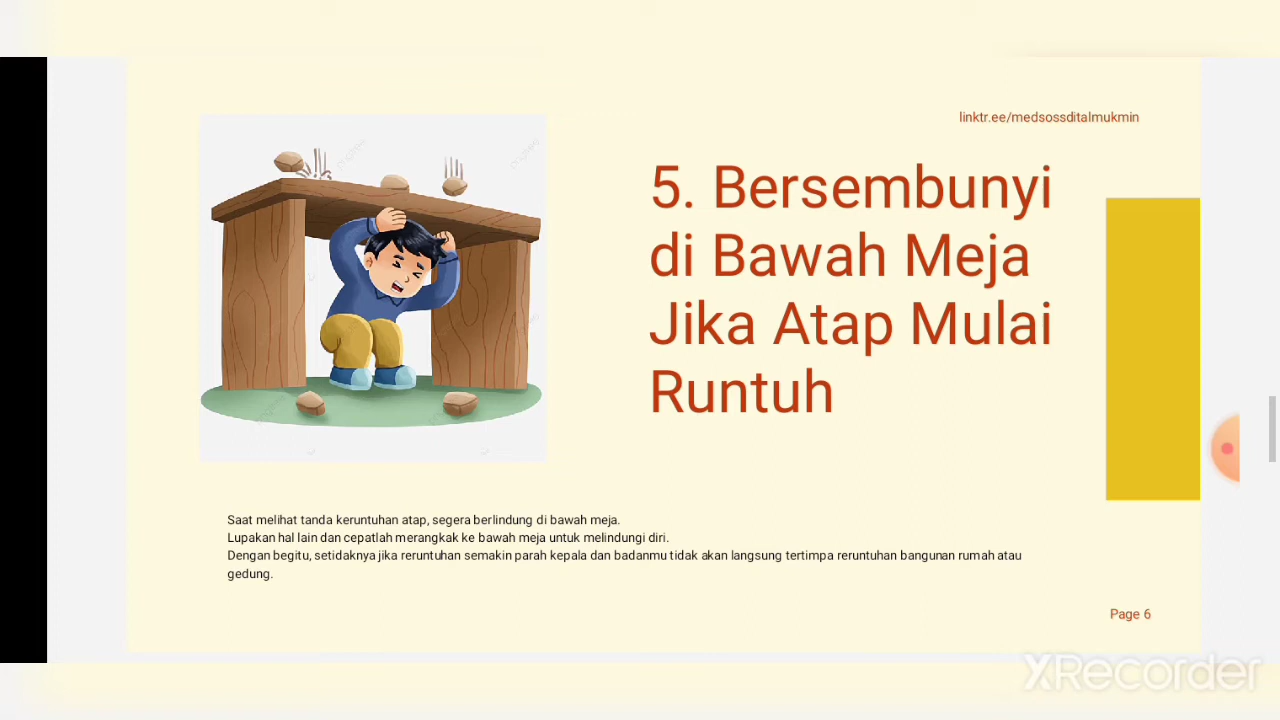 linktr.ee/medsossditalmukmin
5. Bersembunyi
di Bawah Meja
Jika Atap Mulai
Runtuh
Saat melihat tanda keruntuhan atap, segera berlindung di bawah meja.
Lupakan hal lain dan cepatlah merangkak ke bawah meja untuk melindungi diri.
Dengan begitu, setidaknya jika reruntuhan semakin parah kepala dan badanmu tidak akan langsung tertimpa reruntuhan bangunan rumah atau
gedung.
Page 6
XRecorder